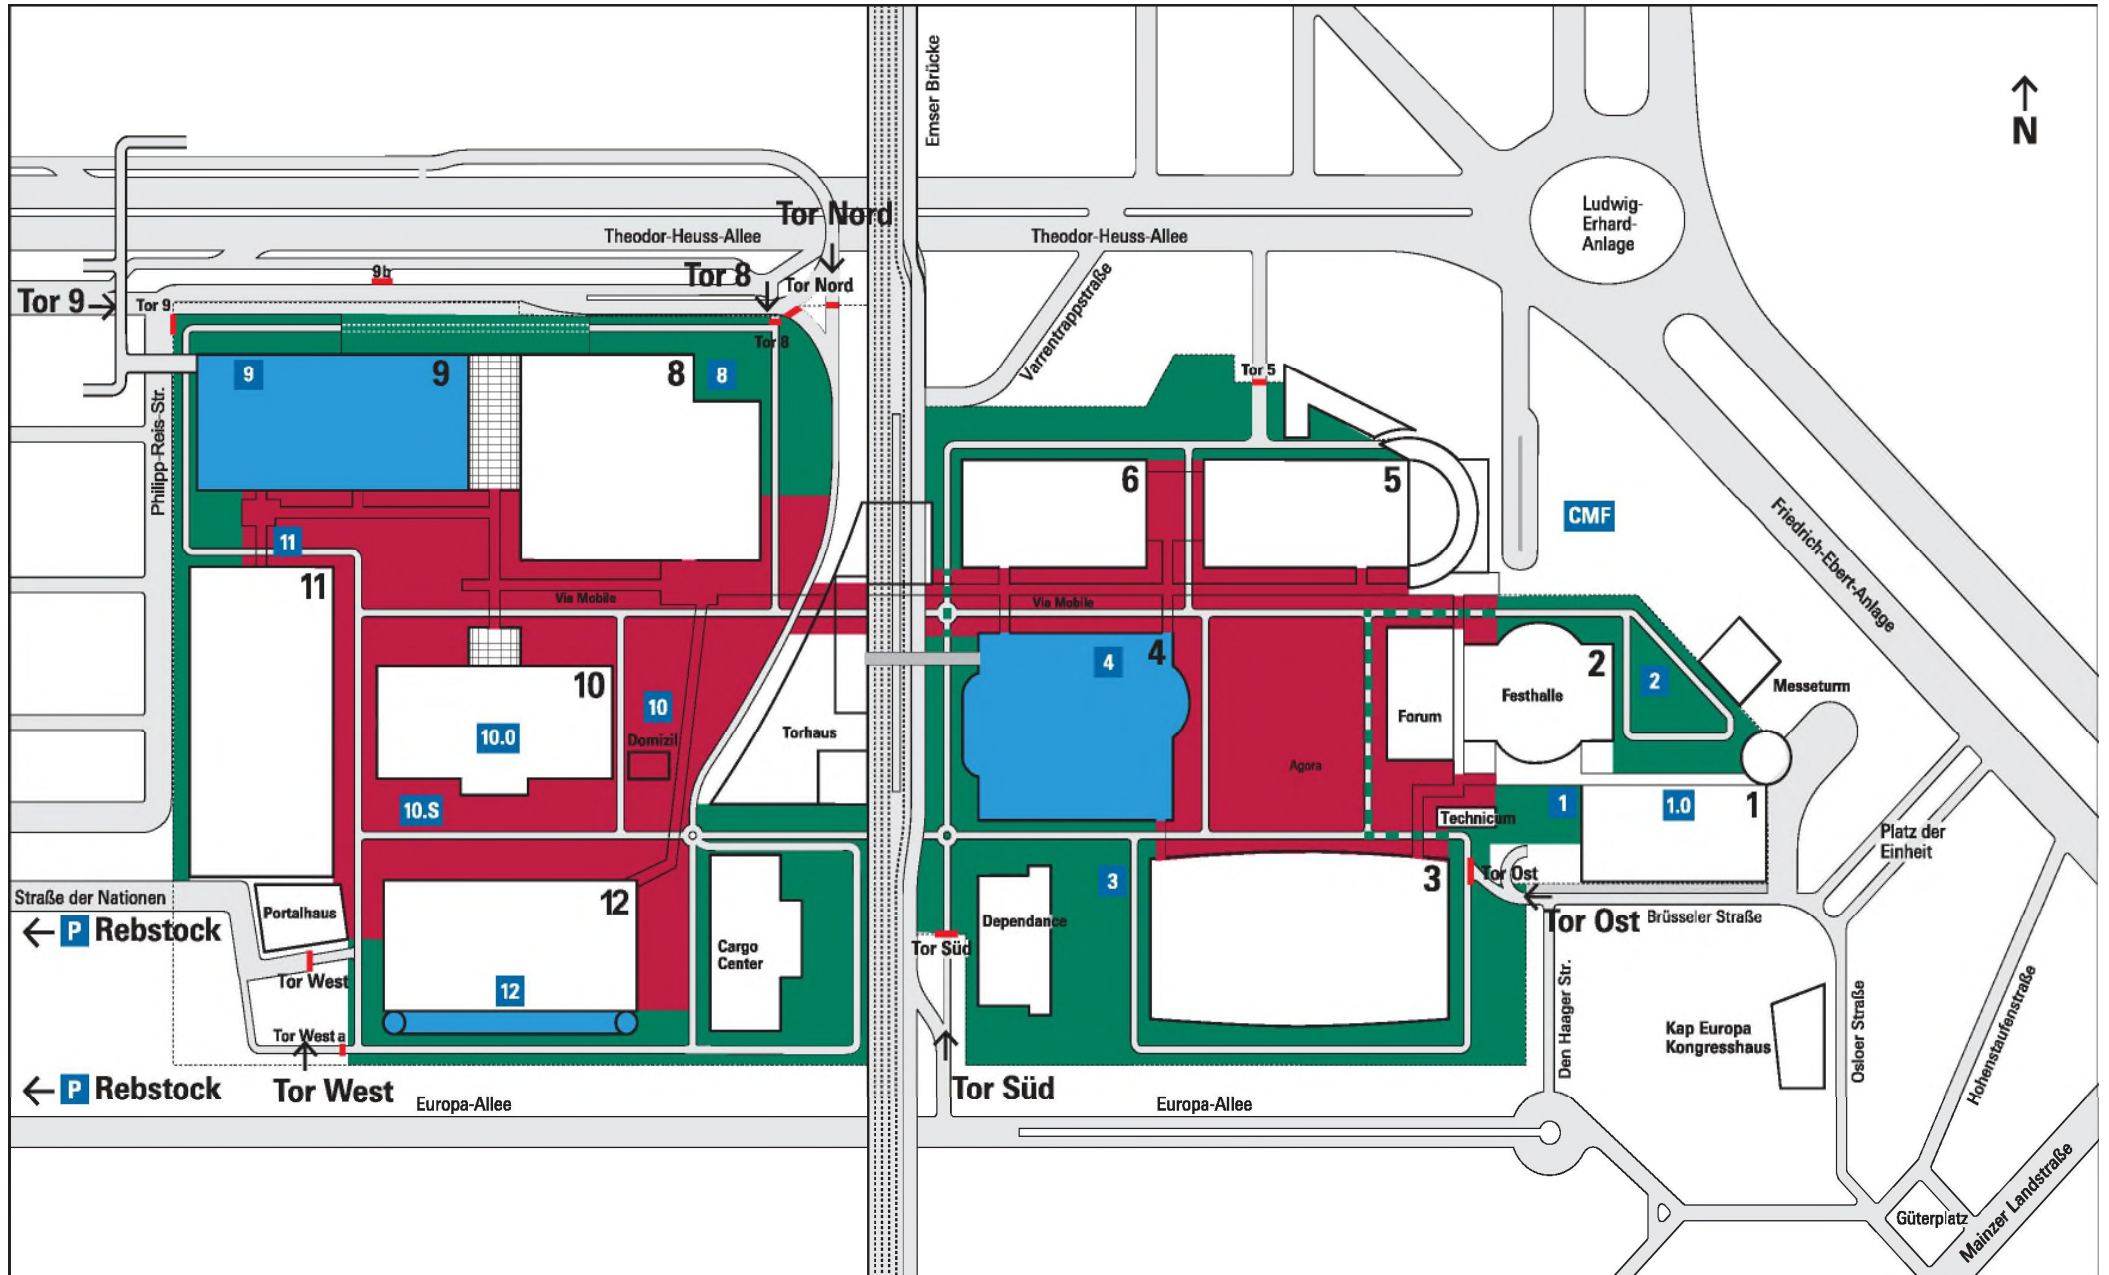 Emser Brücke
N
Ludwig-
Erhard-
Anlage
Tor Nord
Theodor-Heuss-Allee
Theodor-Heuss-Allee
9b
Tor 8
Tor Nord
Tor 9
Tor 9
Tor 8
Varrentrappstraße
Tor 5
Philipp-Reis-Str.
9
9
8
8
6
5
CMF
Friedrich-Ebert-Anlage
11
11
Via Mobile
Via Mobile
4
4
10
10
10.0
Domizil
Torhaus
Agora
Forum
Festhalle
2
2
Messeturm
10.S
Technicum
1
1.0
1
Platz der
Einheit
Straße der Nationen
Portalhaus
P Rebstock
12
12
Cargo
Center
Tor Süd
Dependance
3
3
Tor Ost
Tor Ost
Brüsseler Straße
Tor West
Tor West a
P Rebstock
Tor West
Europa-Allee
Tor Süd
Europa-Allee
Den Haager Str.
Kap Europa
Kongresshaus
Osloer Straße
Hohenstaufenstraße
Güterplatz
Mainzer Landstraße